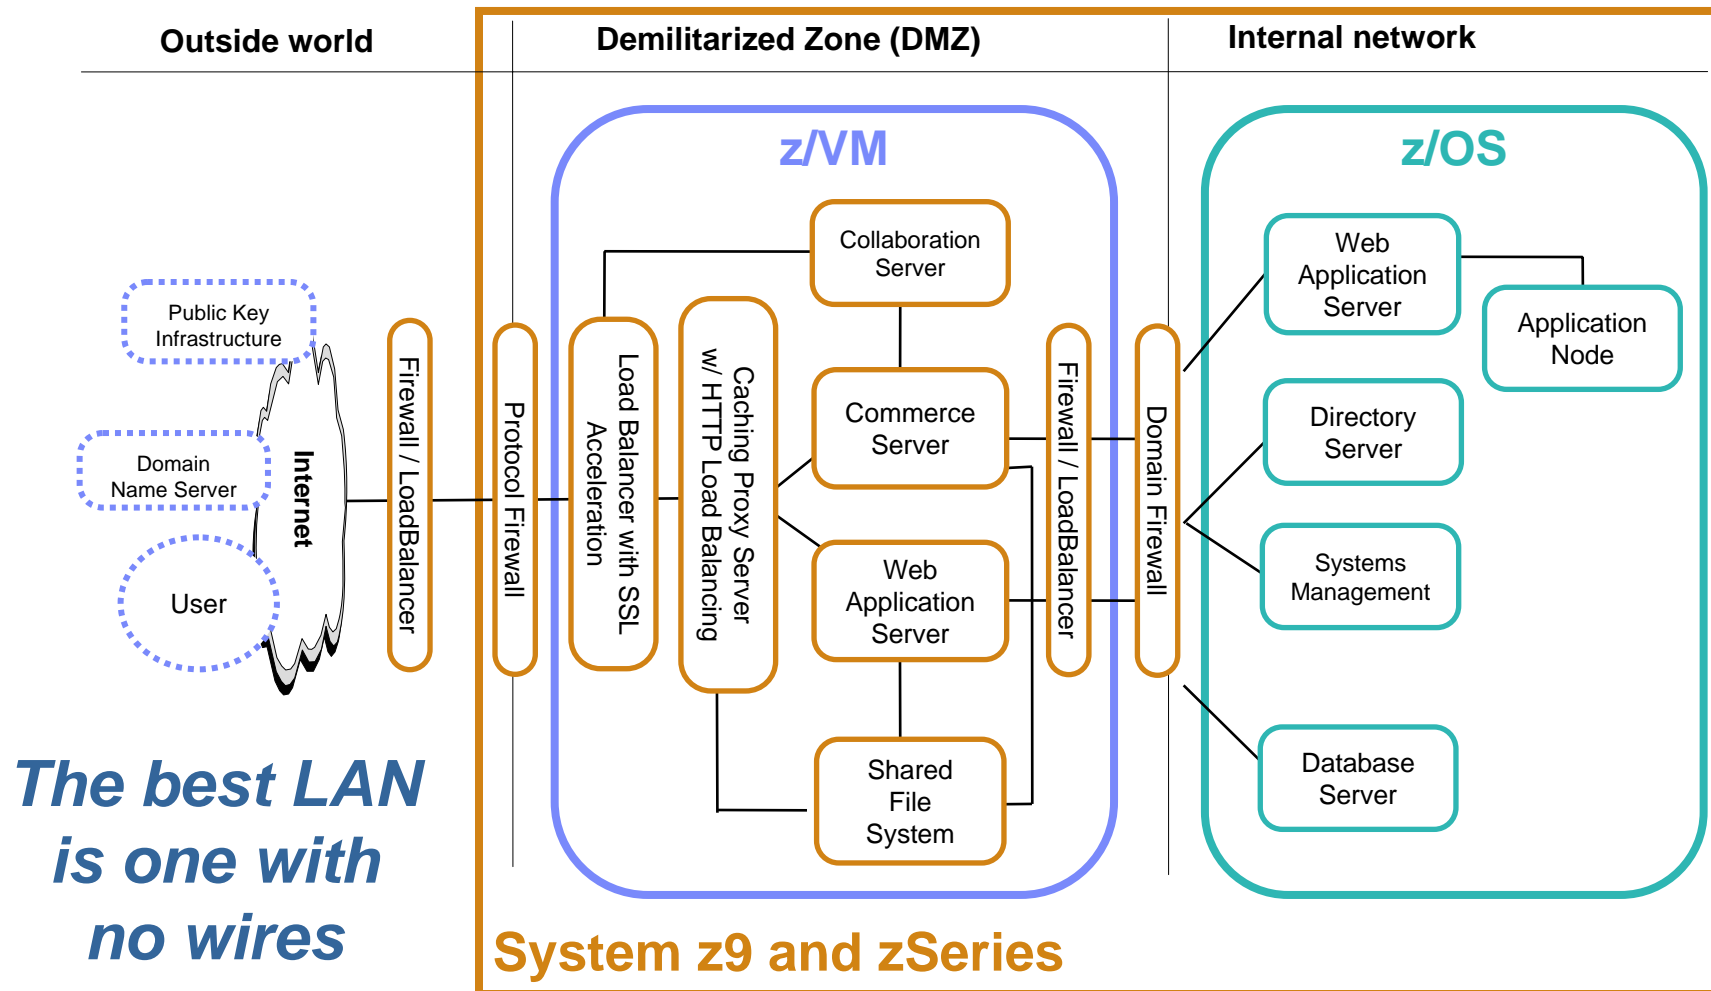 Outside world
Demilitarized Zone (DMZ)
Internal network
z/VM
z/OS
Public Key
Infrastructure
Domain
Name Server
User
Internet
Firewall / LoadBalancer
Protocol Firewall
Load Balancer with SSL
Acceleration
Caching Proxy Server
w/ HTTP Load Balancing
Collaboration
Server
Commerce
Server
Web
Application
Server
Shared
File
System
Firewall / LoadBalancer
Domain Firewall
Web
Application
Server
Application
Node
Directory
Server
Systems
Management
Database
Server
The best LAN
is one with
no wires
System z9 and zSeries